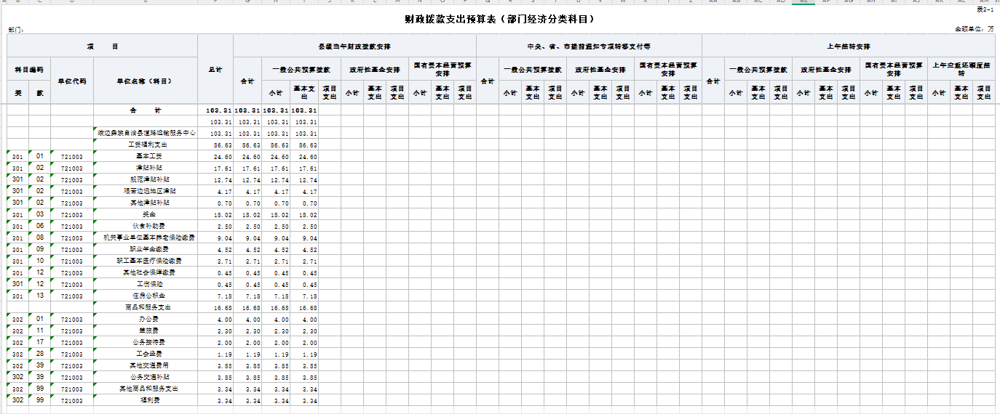 财政拨款支出预算表（部门经济分类科目）
表2-1
部门：
金额单位：万
项 目 总计 县级当年财政拨款安排 中央、省、市提前通知专项转移支付等 上年结转安排
科目编码 单位代码 单位名称（科目） 合计 一般公共预算拨款 政府性基金安排 国有资本经营预算安排 合计 一般公共预算拨款 政府性基金安排 国有资本经营预算安排 合计 一般公共预算拨款 政府性基金安排 国有资本经营预算安排 上年应返还额度结转
类 款 小计 基本支出 项目支出 小计 基本支出 项目支出 小计 基本支出 项目支出 小计 基本支出 项目支出 小计 基本支出 项目支出 小计 基本支出 项目支出 小计 基本支出 项目支出 小计 基本支出 项目支出 小计 基本支出 项目支出 小计 基本支出 项目支出
合 计 103.31 103.31 103.31 103.31
103.31 103.31 103.31 103.31
峨边彝族自治县道路运输服务中心 103.31 103.31 103.31 103.31
工资福利支出 86.63 86.63 86.63 86.63
301 01 721003 基本工资 24.60 24.60 24.60 24.60
301 02 721003 津贴补贴 17.61 17.61 17.61 17.61
301 02 721003 规范津贴补贴 12.74 12.74 12.74 12.74
301 02 721003 艰苦边远地区津贴 4.17 4.17 4.17 4.17
301 02 721003 其他津贴补贴 0.70 0.70 0.70 0.70
301 03 721003 奖金 18.02 18.02 18.02 18.02
301 06 721003 伙食补助费 2.50 2.50 2.50 2.50
301 08 721003 机关事业单位基本养老保险缴费 9.04 9.04 9.04 9.04
301 09 721003 职业年金缴费 4.52 4.52 4.52 4.52
301 10 721003 职工基本医疗保险缴费 2.71 2.71 2.71 2.71
301 12 721003 其他社会保障缴费 0.45 0.45 0.45 0.45
301 12 721003 工伤保险 0.45 0.45 0.45 0.45
301 13 721003 住房公积金 7.18 7.18 7.18 7.18
商品和服务支出 16.68 16.68 16.68 16.68
302 01 721003 办公费 4.00 4.00 4.00 4.00
302 11 721003 差旅费 2.30 2.30 2.30 2.30
302 17 721003 公务接待费 2.00 2.00 2.00 2.00
302 28 721003 工会经费 1.19 1.19 1.19 1.19
302 39 721003 其他交通费用 3.85 3.85 3.85 3.85
302 39 721003 公务交通补贴 3.85 3.85 3.85 3.85
302 99 721003 其他商品和服务支出 3.34 3.34 3.34 3.34
302 99 721003 福利费 3.34 3.34 3.34 3.34